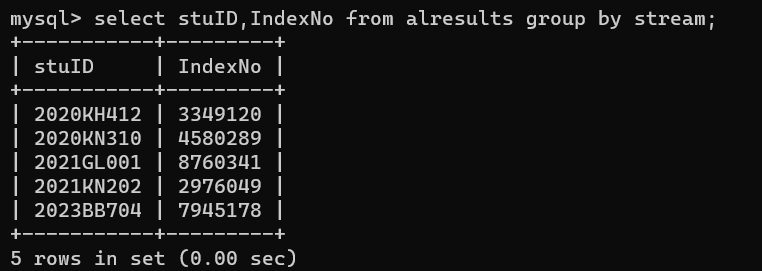 mysql> select stuID,IndexNo from alresults group by stream;
+-----------+---------+
| stuID     | IndexNo |
+-----------+---------+
| 2020KH412 | 3349120 |
| 2020KN310 | 4580289 |
| 2021GL001 | 8760341 |
| 2021KN202 | 2976049 |
| 2023BB704 | 7945178 |
+-----------+---------+
5 rows in set (0.00 sec)